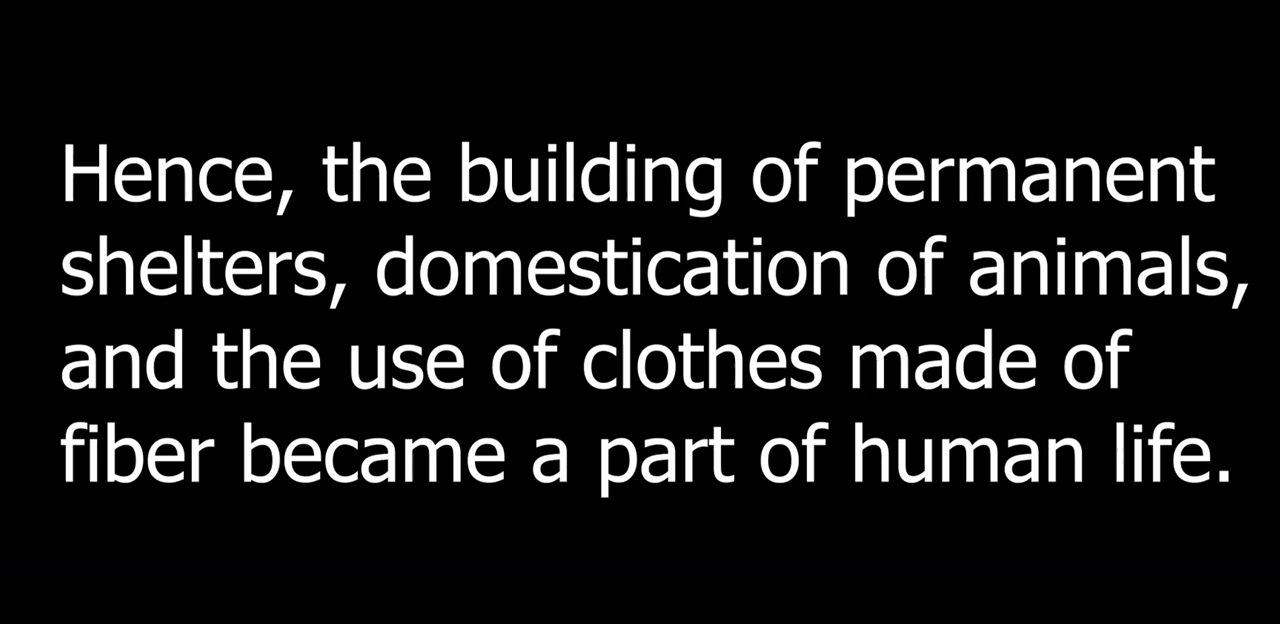 Hence, the building of permanent
shelters, domestication of animals,
and the use of clothes made of
fiber became a part of human life.